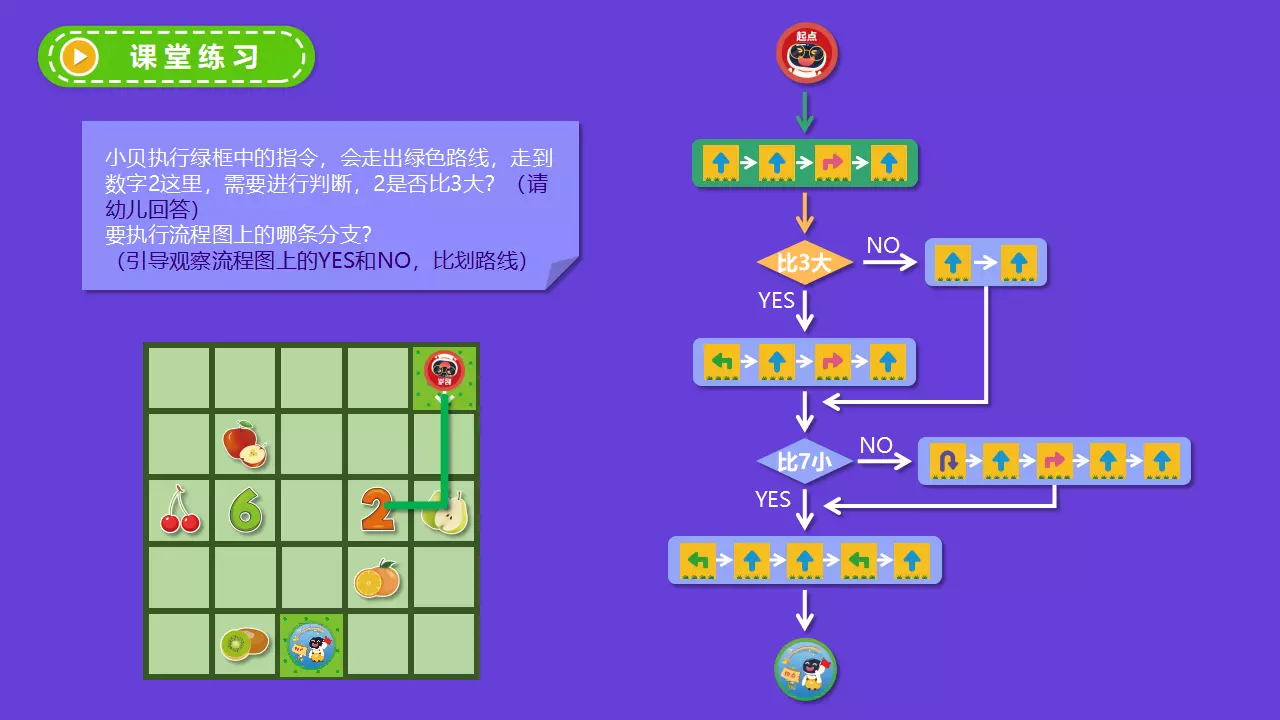 课堂练习
小贝执行绿框中的指令，会走出绿色路线，走到
数字2这里，需要进行判断，2是否比3大？（请
幼儿回答）
要执行流程图上的哪条分支？
（引导观察流程图上的YES和NO，比划路线）
6
2
起点
比3大
NO
YES
比7小
NO
YES